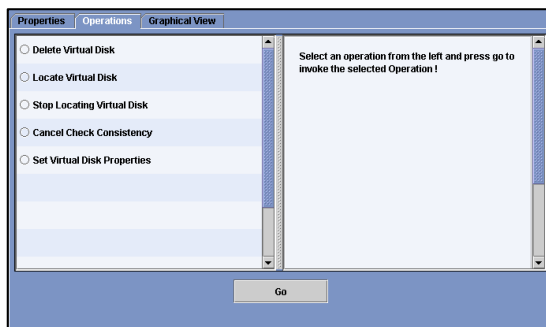 Properties Operations Graphical View
Delete Virtual Disk
Locate Virtual Disk
Stop Locating Virtual Disk
Cancel Check Consistency
Set Virtual Disk Properties
Select an operation from the left and press go to
invoke the selected Operation !
Go